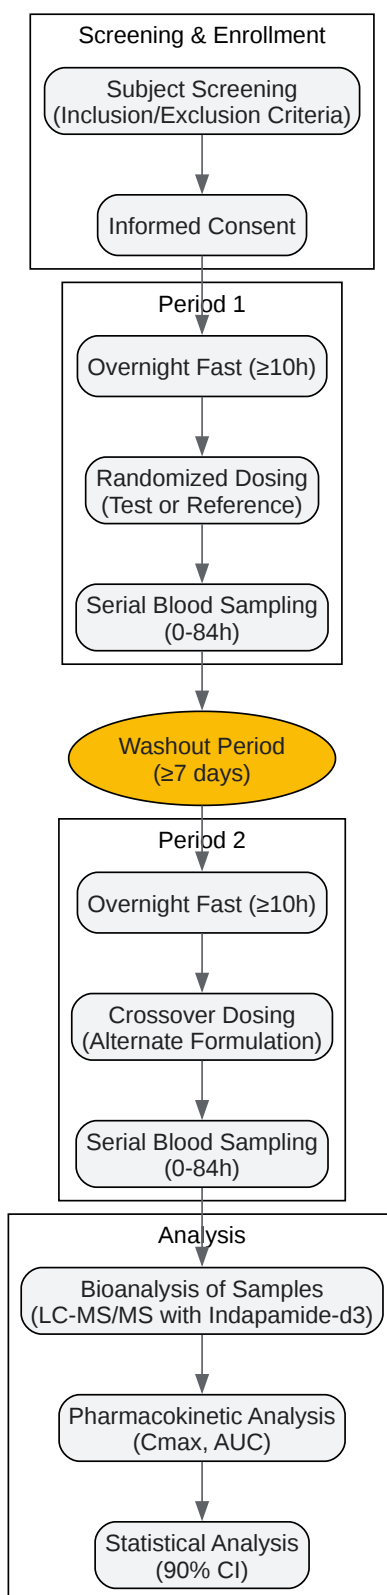 Screening & Enrollment
Subject Screening
(Inclusion/Exclusion Criteria)
Informed Consent
Period 1
Overnight Fast (≥10h)
Randomized Dosing
(Test or Reference)
Serial Blood Sampling
(0-84h)
Washout Period
(≥7 days)
Period 2
Overnight Fast (≥10h)
Crossover Dosing
(Alternate Formulation)
Serial Blood Sampling
(0-84h)
Analysis
Bioanalysis of Samples
(LC-MS/MS with Indapamide-d3)
Pharmacokinetic Analysis
(Cmax, AUC)
Statistical Analysis
(90% CI)